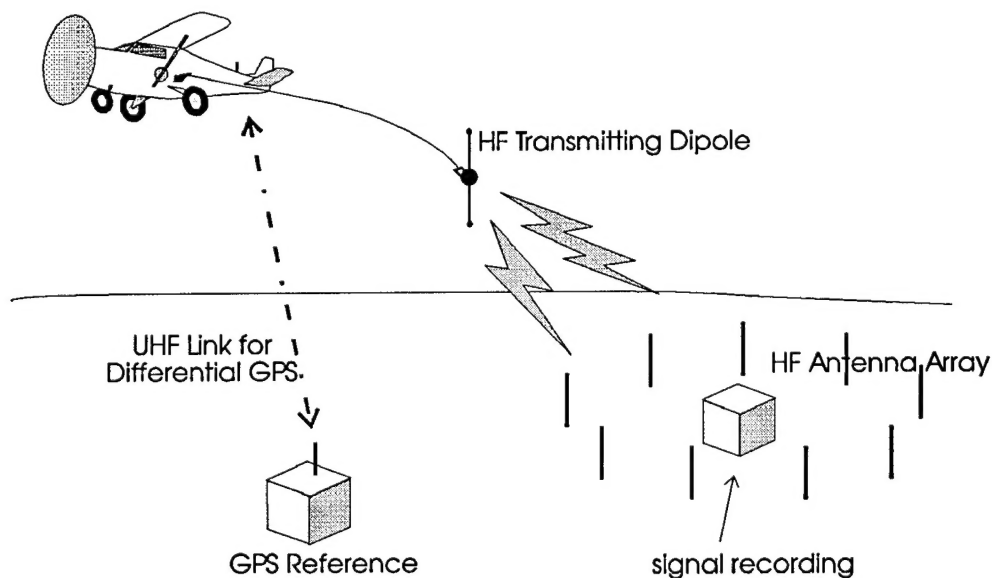 HF Transmitting Dipole
UHF Link for
Differential GPS
HF Antenna Array
GPS Reference
signal recording